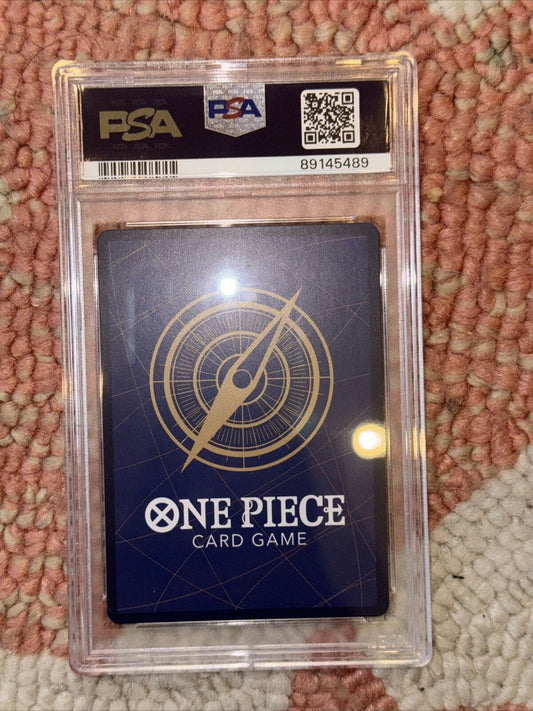 PSA
PSA
89145489
ONE PIECE
CARD GAME